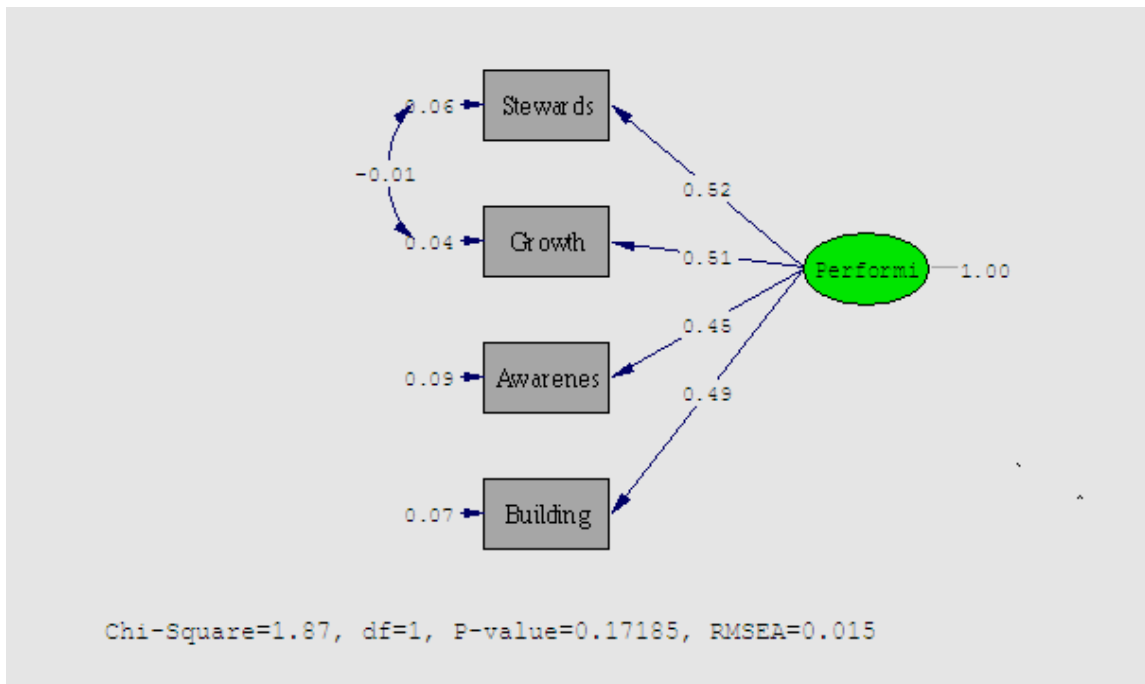 0.06 Stewards
-0.01
0.52
0.04 Growth
0.51
Performi 1.00
0.45
0.09 Awarenes
0.49
0.07 Building
Chi-Square=1.87, df=1, P-value=0.17185, RMSEA=0.015